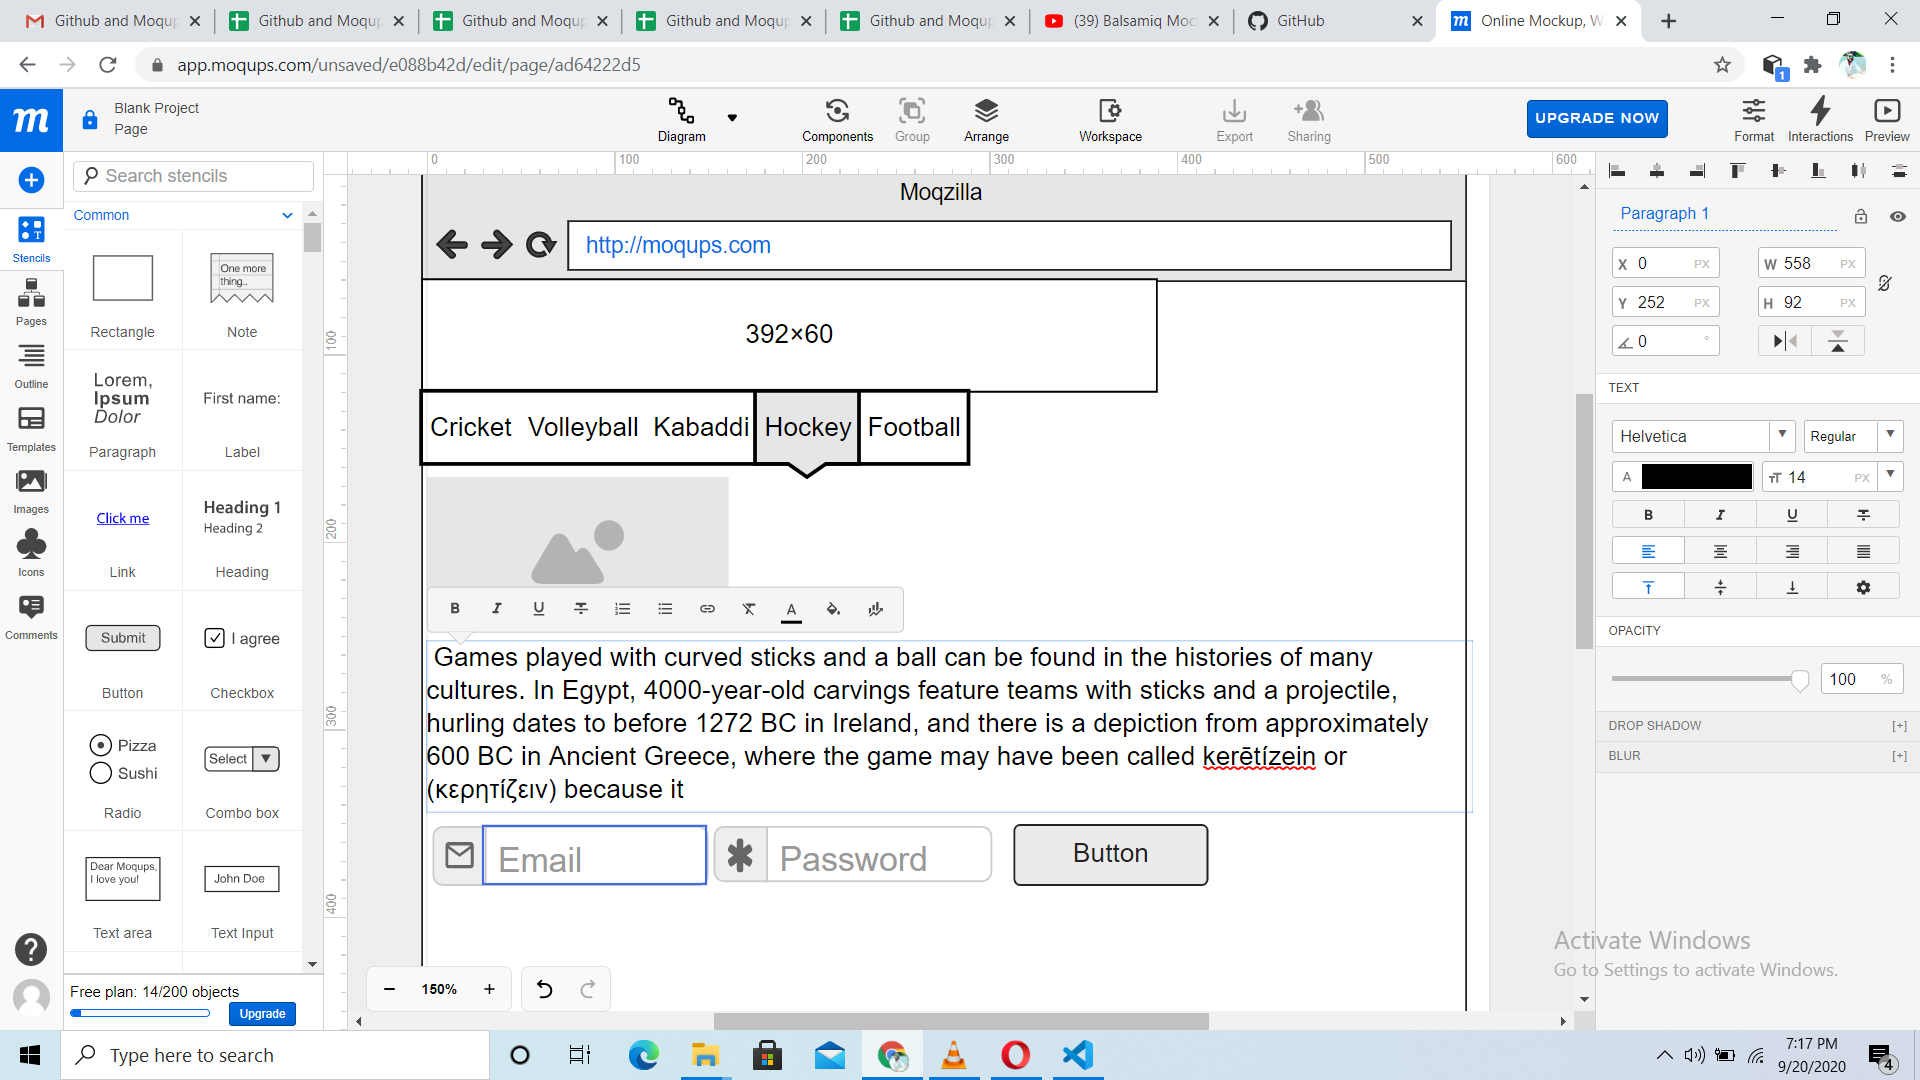 Github and Moqup
Github and Moqup
Github and Moqup
Github and Moqup
Github and Moqup
(39) Balsamiq Moc
GitHub
Online Mockup, W
app.moqups.com/unsaved/e088b42d/edit/page/ad64222d5
1
m
Blank Project
Page
Diagram
Components
Group
Arrange
Workspace
Export
Sharing
UPGRADE NOW
Format
Interactions
Preview
Search stencils
Common
Stencils
Pages
Outline
Templates
Images
Icons
Comments
Rectangle
One more
thing..
Note
Lorem,
Ipsum
Dolor
Paragraph
First name:
Label
Click me
Link
Heading 1
Heading 2
Heading
Submit
Button
I agree
Checkbox
Pizza
Sushi
Radio
Select
Combo box
Dear Moqups,
I love you!
Text area
John Doe
Text Input
Free plan: 14/200 objects
Upgrade
0 100 200 300 400 500 600
100
200
300
400
Moqzilla
http://moqups.com
392×60
Cricket Volleyball Kabaddi Hockey Football
B I U S A
Games played with curved sticks and a ball can be found in the histories of many
cultures. In Egypt, 4000-year-old carvings feature teams with sticks and a projectile,
hurling dates to before 1272 BC in Ireland, and there is a depiction from approximately
600 BC in Ancient Greece, where the game may have been called kerētízein or
(κερητίζειν) because it
Email
Password
Button
150%
Paragraph 1
X 0 PX
W 558 PX
Y 252 PX
H 92 PX
0 °
TEXT
Helvetica
Regular
A
14 PX
B I U
OPACITY
100 %
DROP SHADOW [+]
BLUR [+]
Activate Windows
Go to Settings to activate Windows.
Type here to search
7:17 PM
9/20/2020
4